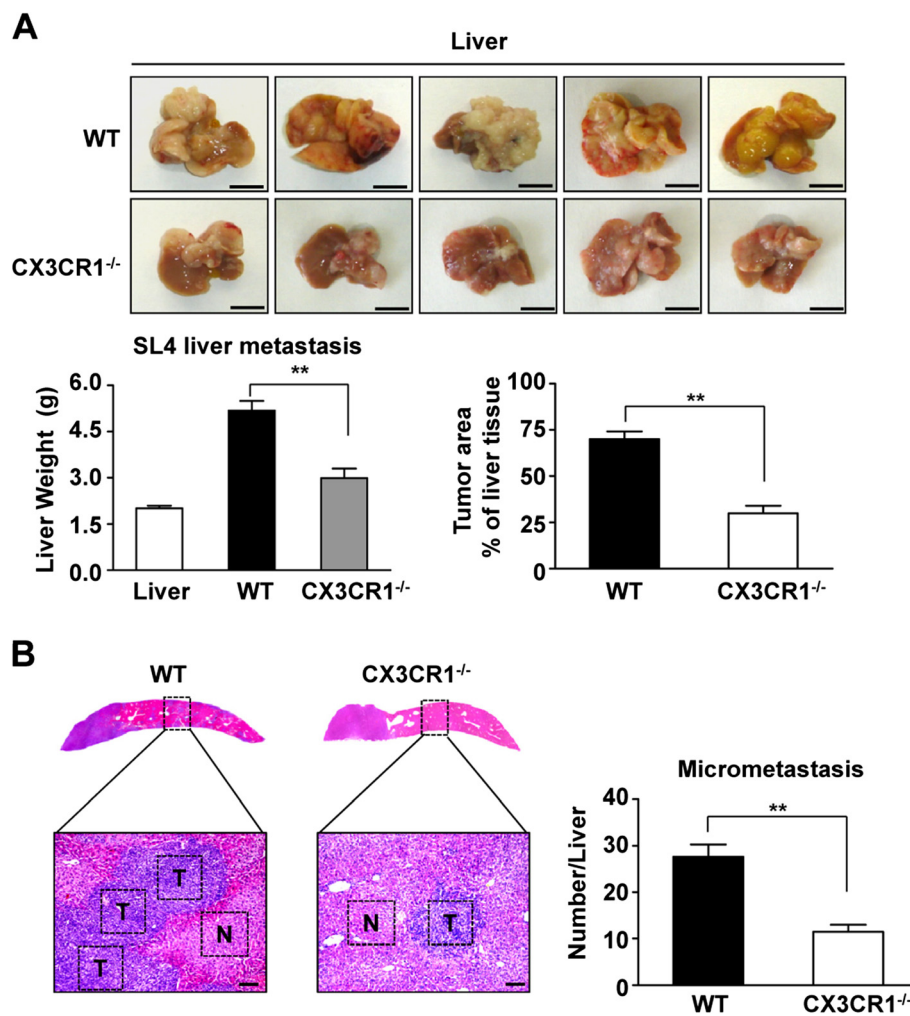 A
Liver
WT
CX3CR1-/-
SL4 liver metastasis
Liver Weight (g)
6.0
4.5
3.0
1.5
0.0
**
Liver
WT
CX3CR1-/-
Tumor area
% of liver tissue
100
75
50
25
0
**
WT
CX3CR1-/-
B
WT
CX3CR1-/-
T
T
T
N
N
T
Micrometastasis
Number/Liver
40
30
20
10
0
**
WT
CX3CR1-/-